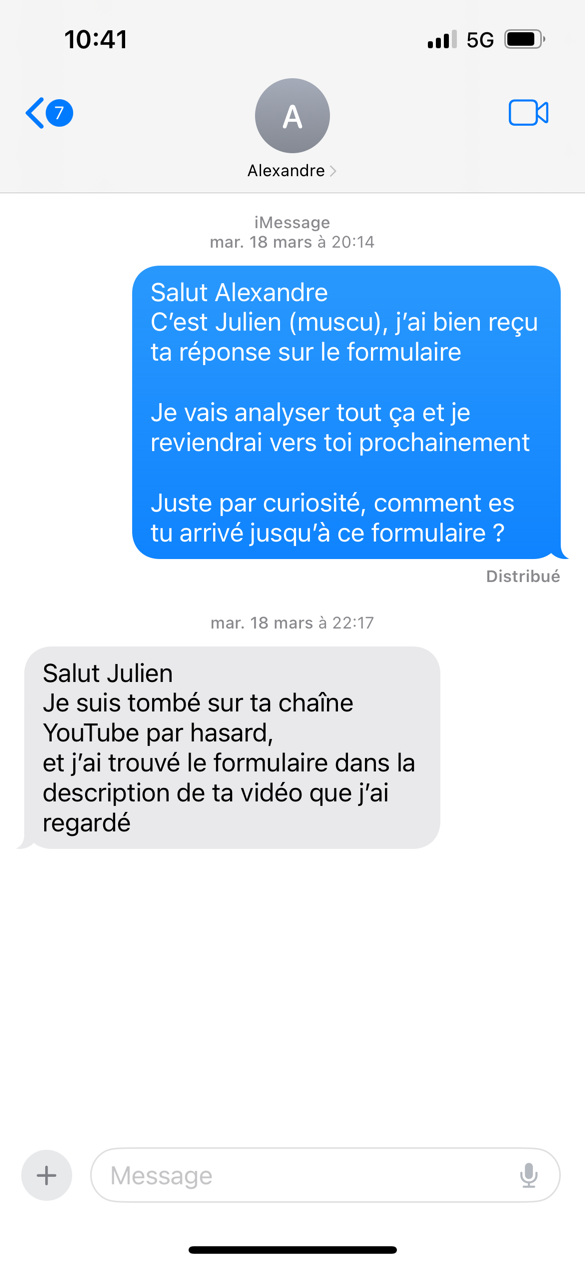 10:41
5G
7
A
Alexandre
iMessage
mar. 18 mars à 20:14
Salut Alexandre
C’est Julien (muscu), j’ai bien reçu
ta réponse sur le formulaire
Je vais analyser tout ça et je
reviendrai vers toi prochainement
Juste par curiosité, comment es
tu arrivé jusqu’à ce formulaire ?
Distribué
mar. 18 mars à 22:17
Salut Julien
Je suis tombé sur ta chaîne
YouTube par hasard,
et j’ai trouvé le formulaire dans la
description de ta vidéo que j’ai
regardé
Message